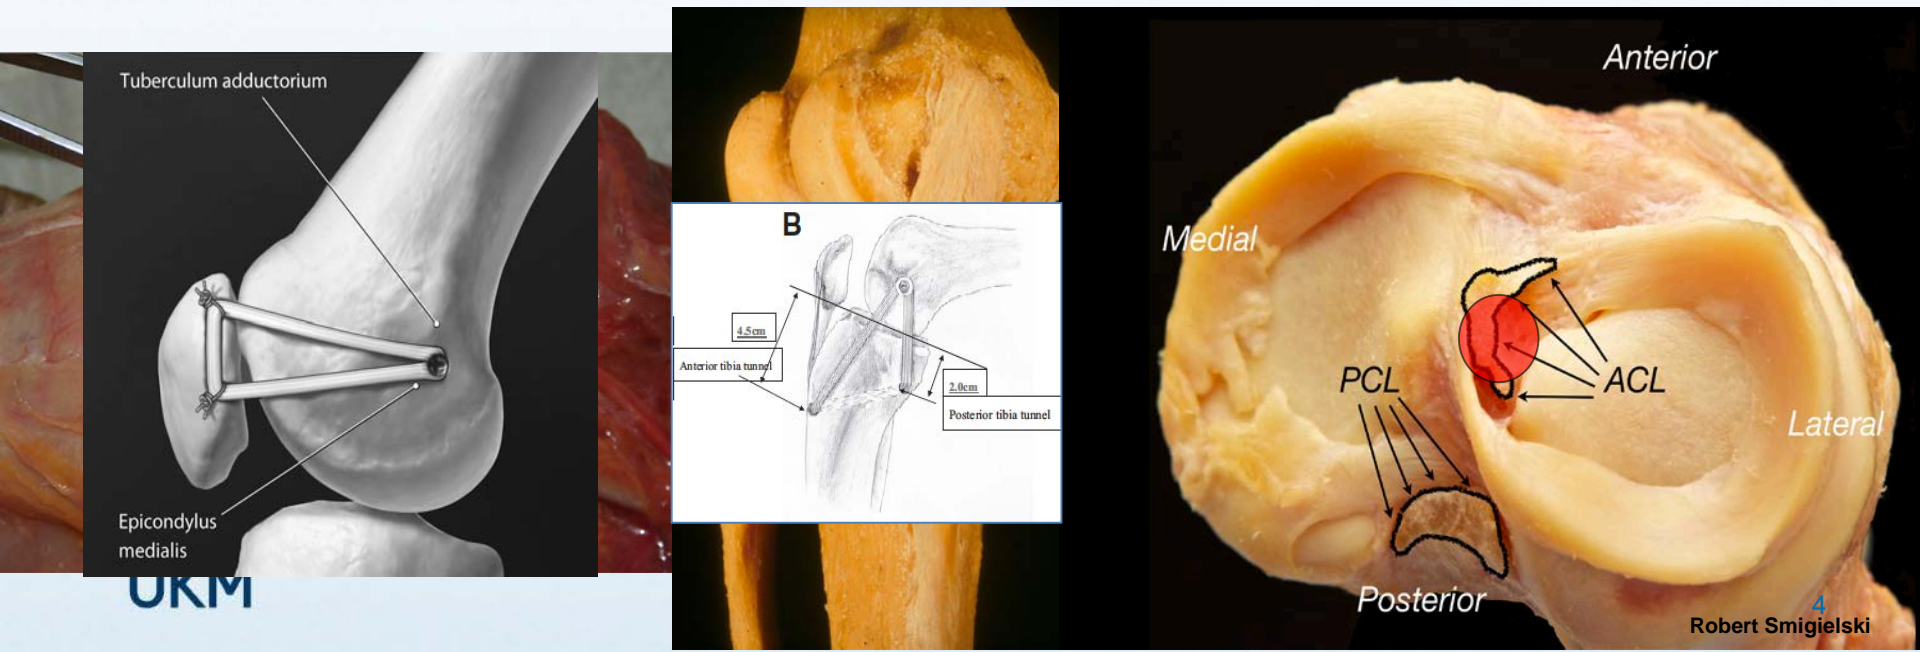 Tuberculum adductorium
Epicondylus
medialis
UKM
B
4.5cm
Anterior tibia tunnel
2.0cm
Posterior tibia tunnel
Anterior
Medial
PCL
ACL
Lateral
Posterior
4
Robert Smigielski